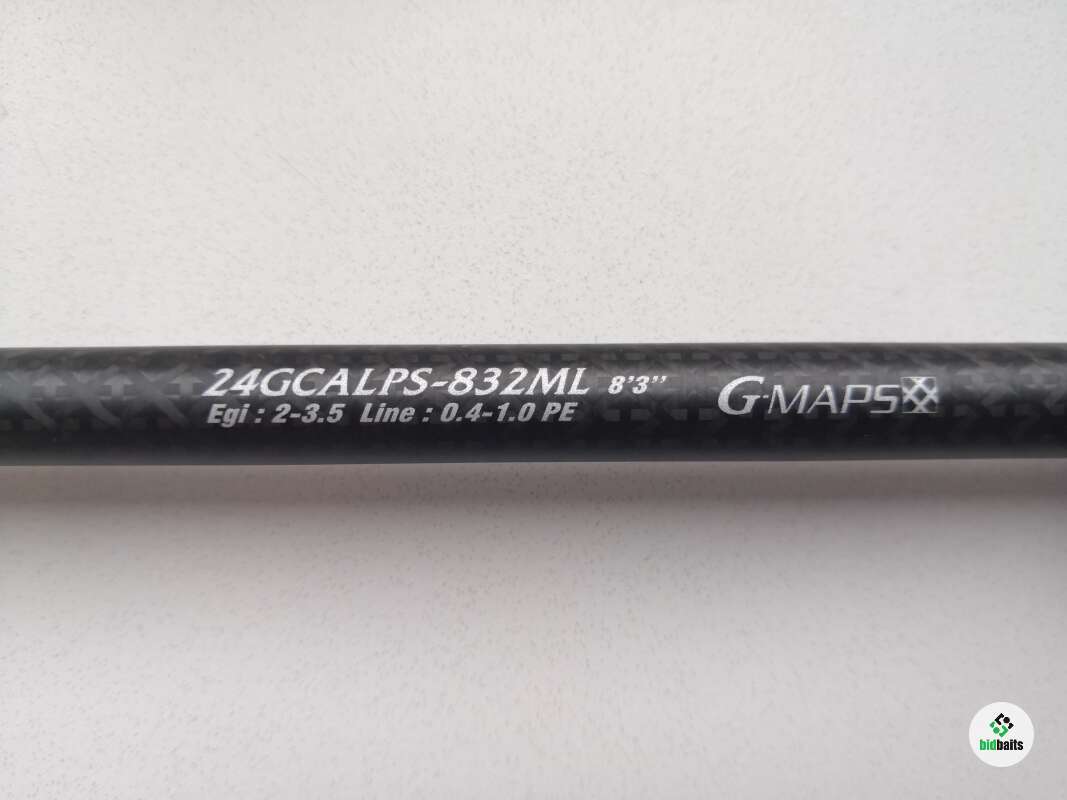 24GCALPS-832ML 8'3"
Egi : 2-3.5 Line : 0.4-1.0 PE
G-MAPS
bidbaits